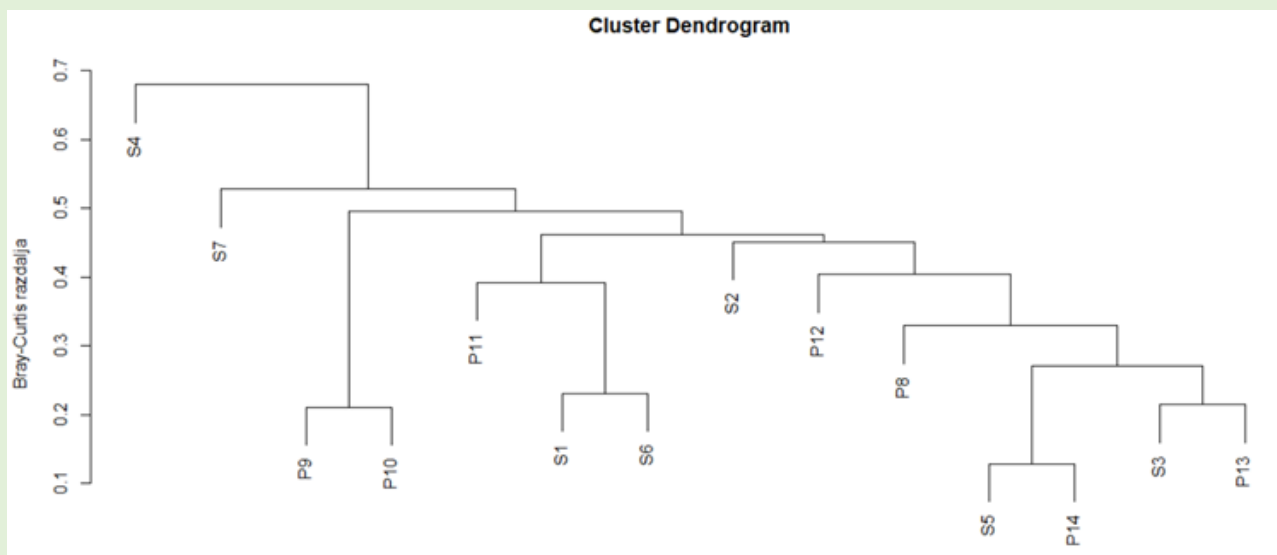 Cluster Dendrogram
Bray-Curtis razdalja
0.7
0.6
0.5
0.4
0.3
0.2
0.1
S4
S7
P9
P10
P11
S1
S6
S2
P12
P8
S5
P14
S3
P13